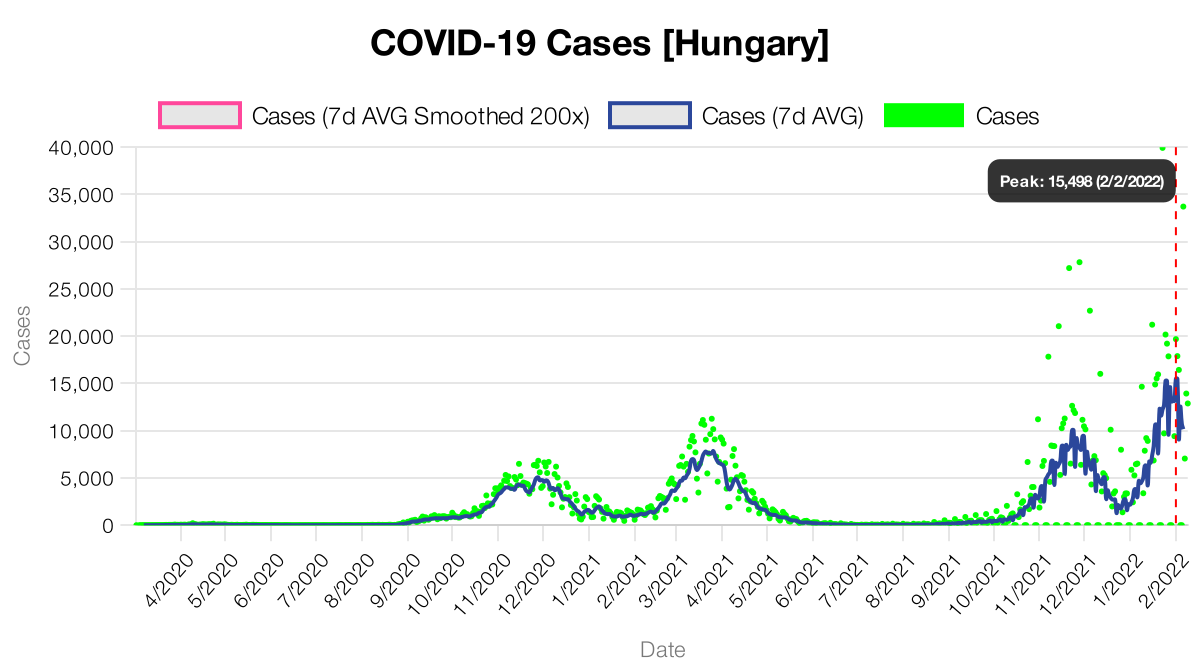 COVID-19 Cases [Hungary]
Cases (7d AVG Smoothed 200x) Cases (7d AVG) Cases
40,000
Peak: 15,498 (2/2/2022)
35,000
30,000
25,000
20,000
15,000
10,000
5,000
0
Cases
4/2020 5/2020 6/2020 7/2020 8/2020 9/2020 10/2020 11/2020 12/2020 1/2021 2/2021 3/2021 4/2021 5/2021 6/2021 7/2021 8/2021 9/2021 10/2021 11/2021 12/2021 1/2022 2/2022
Date